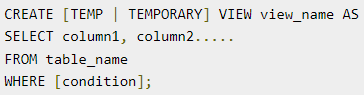 CREATE [TEMP | TEMPORARY] VIEW view_name AS
SELECT column1, column2.....
FROM table_name
WHERE [condition];